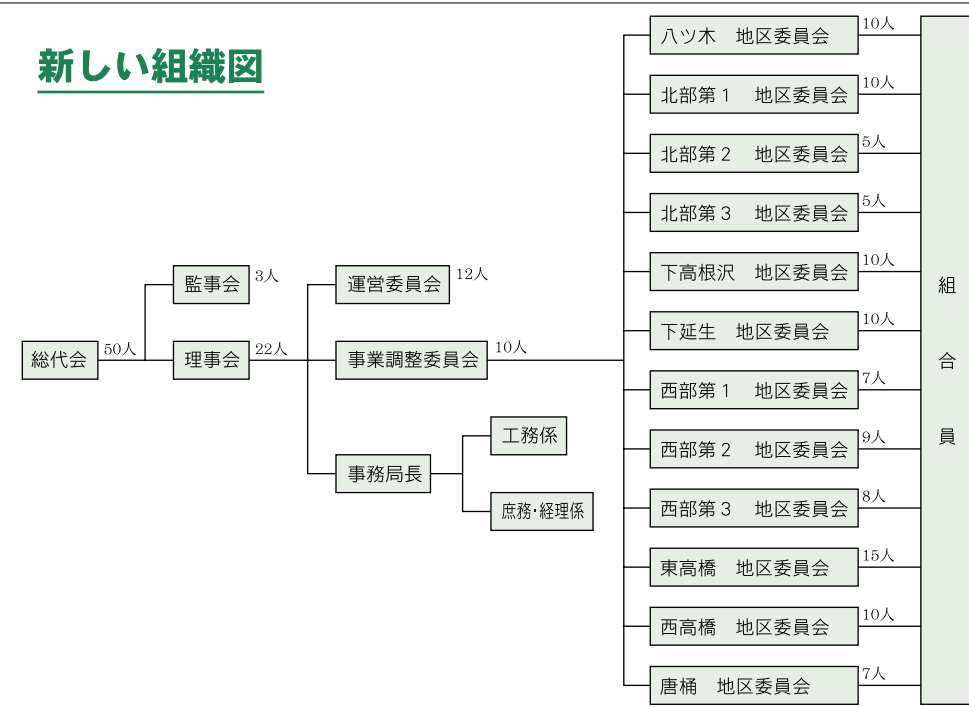 新しい組織図
総代会 50人
監事会 3人
理事会 22人
運営委員会 12人
事業調整委員会 10人
事務局長
工務係
庶務・経理係
八ツ木　地区委員会 10人
北部第1　地区委員会 10人
北部第2　地区委員会 5人
北部第3　地区委員会 5人
下高根沢　地区委員会 10人
下延生　地区委員会 10人
西部第1　地区委員会 7人
西部第2　地区委員会 9人
西部第3　地区委員会 8人
東高橋　地区委員会 15人
西高橋　地区委員会 10人
唐桶　地区委員会 7人
組合員